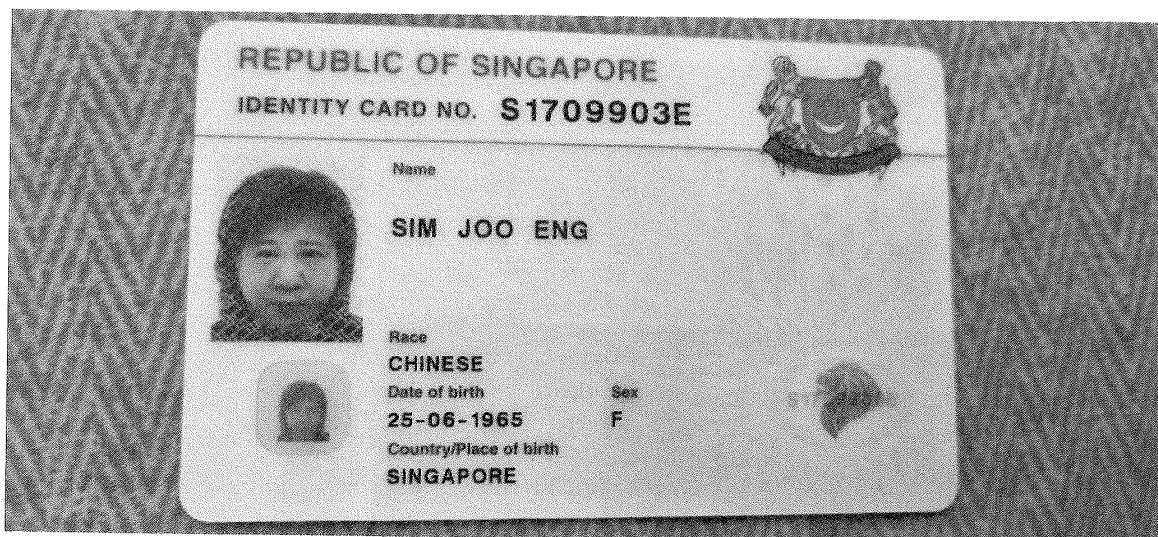 REPUBLIC OF SINGAPORE
IDENTITY CARD NO. S1709903E
Name
SIM JOO ENG
Race
CHINESE
Date of birth Sex
25-06-1965 F
Country/Place of birth
SINGAPORE